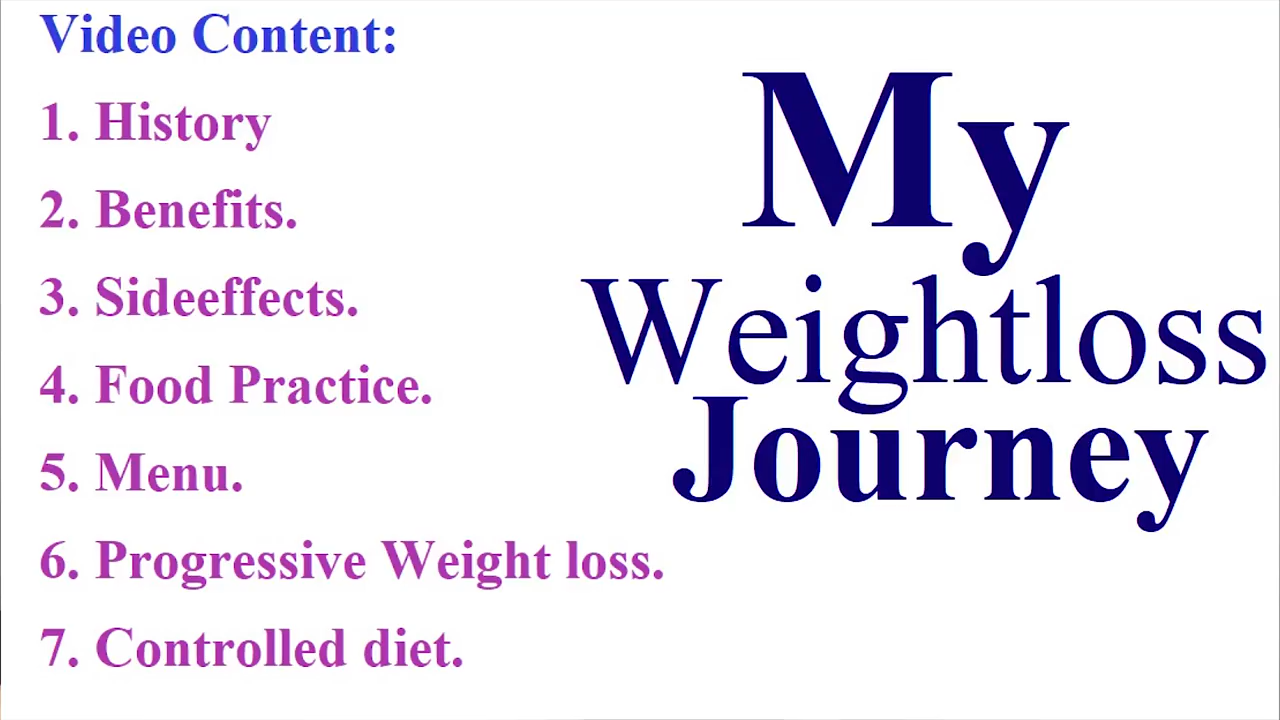 Video Content:
1. History
2. Benefits.
3. Sideeffects.
4. Food Practice.
5. Menu.
6. Progressive Weight loss.
7. Controlled diet.
My
Weightloss
Journey